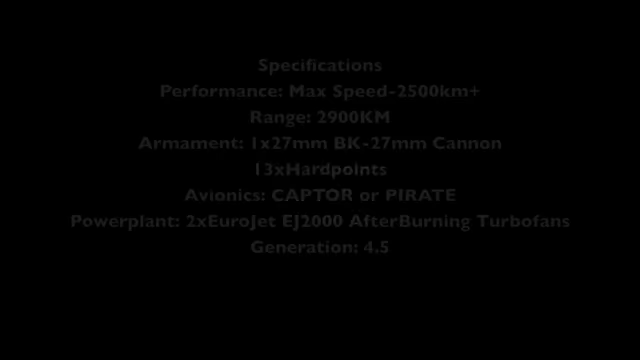 Specifications
Performance: Max Speed-2500km+
Range: 2900KM
Armament: 1x27mm BK-27mm Cannon
13xHardpoints
Avionics: CAPTOR or PIRATE
Powerplant: 2xEuroJet EJ2000 AfterBurning Turbofans
Generation: 4.5